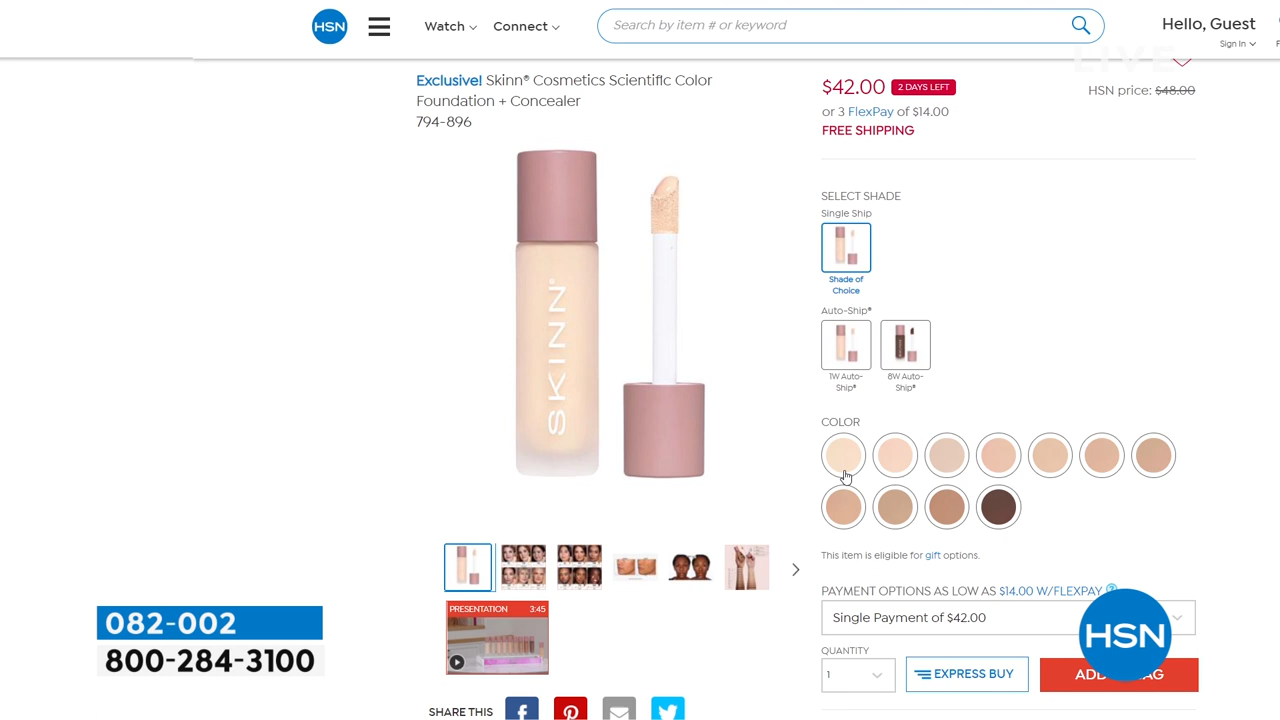 HSN
Watch
Connect
Search by item # or keyword
Hello, Guest
Sign In
LIVE
Exclusive! Skinn® Cosmetics Scientific Color
Foundation + Concealer
794-896
$42.00
2 DAYS LEFT
HSN price: $48.00
or 3 FlexPay of $14.00
FREE SHIPPING
SKINN®
SELECT SHADE
Single Ship
Shade of
Choice
Auto-Ship®
1W Auto-
Ship®
8W Auto-
Ship®
COLOR
This item is eligible for gift options.
PAYMENT OPTIONS AS LOW AS $14.00 W/FLEXPAY
Single Payment of $42.00
QUANTITY
1
EXPRESS BUY
HSN
PRESENTATION 3:45
082-002
800-284-3100
SHARE THIS